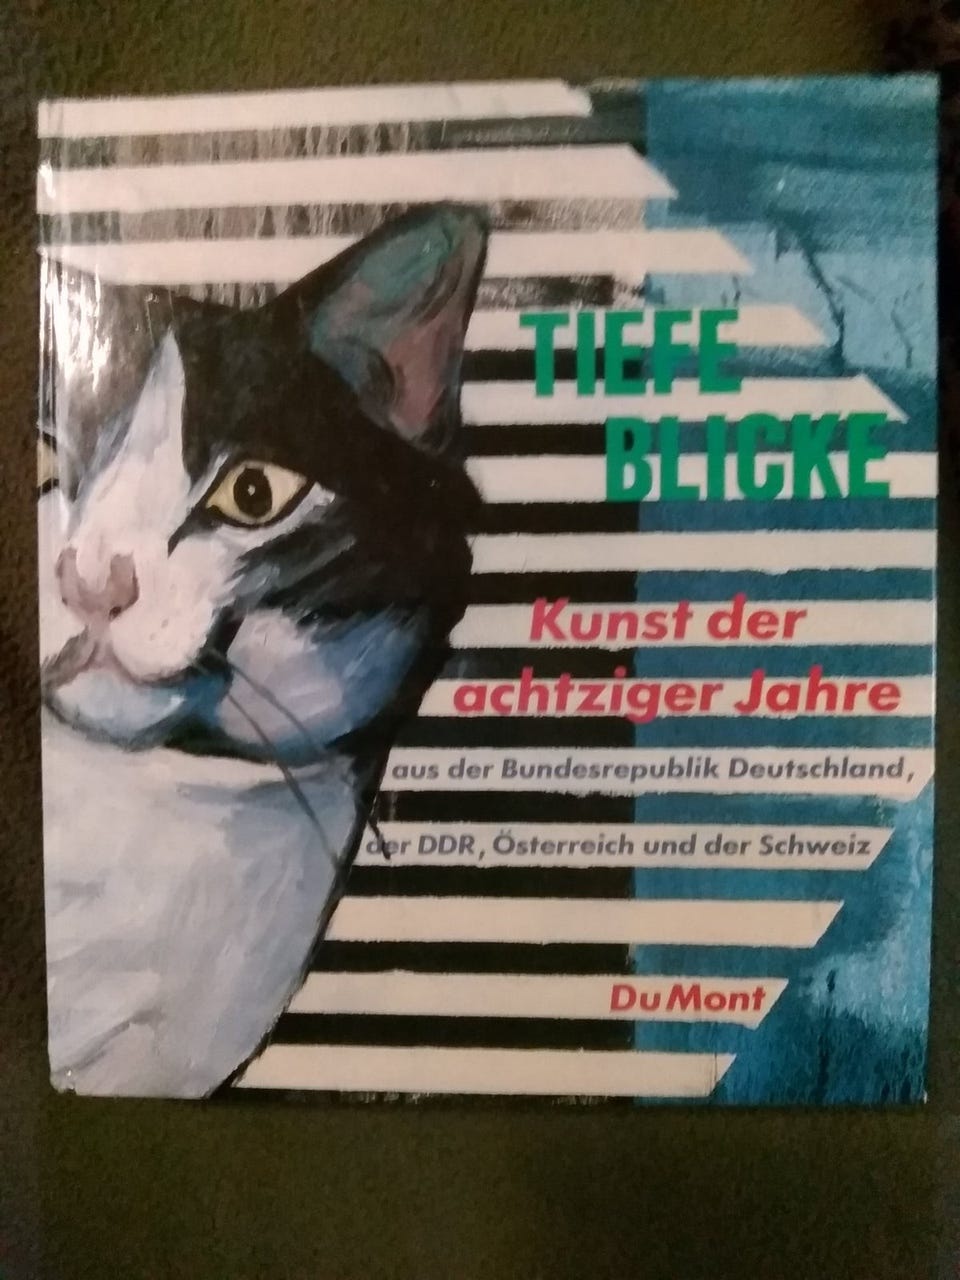 TIEFE
BLICKE
Kunst der
achtziger Jahre
aus der Bundesrepublik Deutschland,
der DDR, Österreich und der Schweiz
DuMont